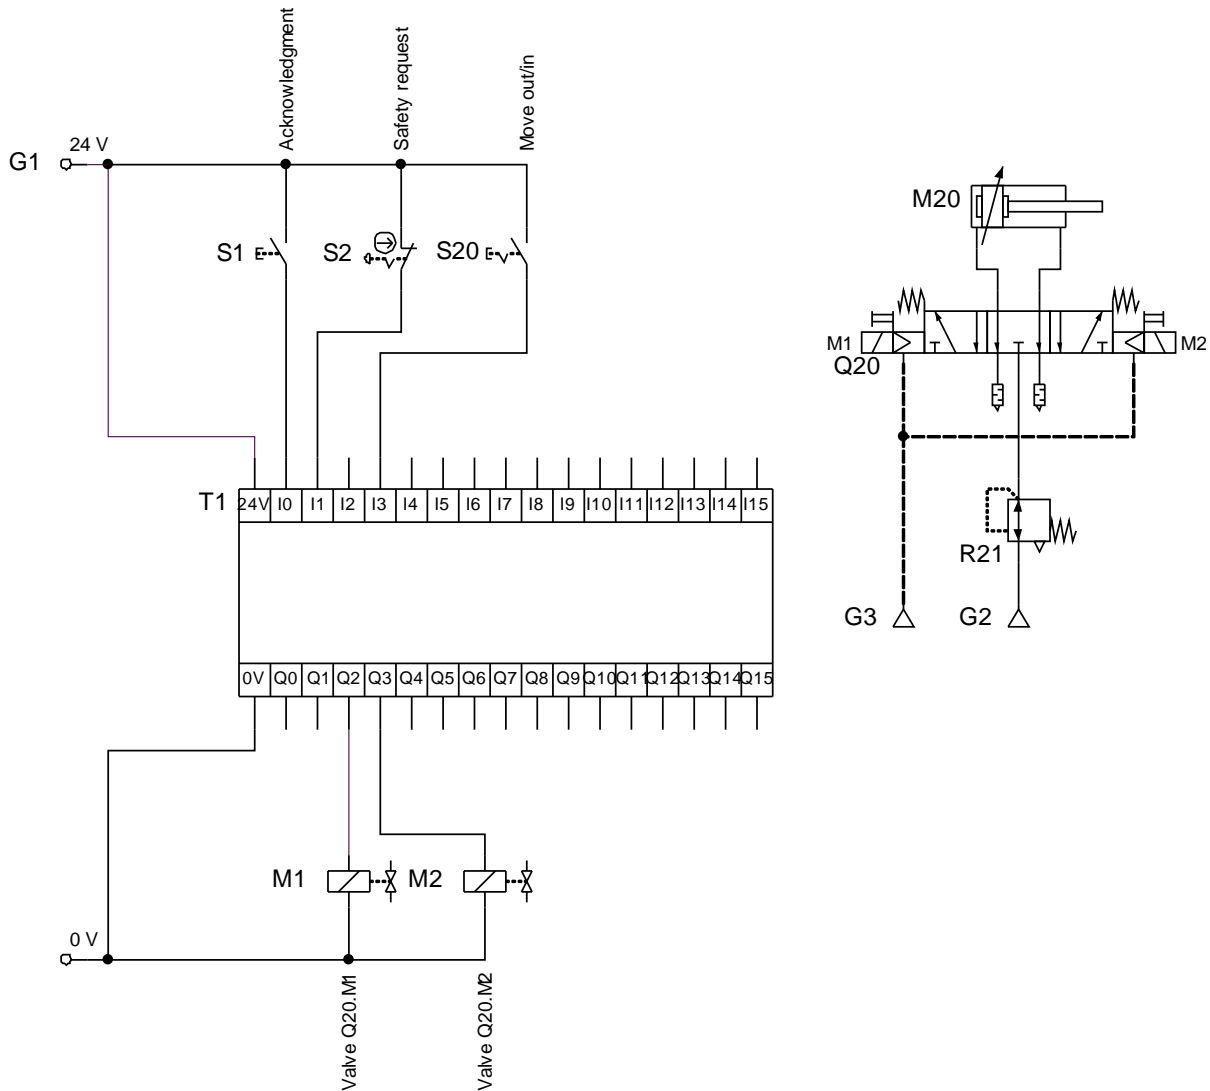 Acknowledgment
Safety request
Move out/in
24 V
G1
S1
S2
S20
M20
M1
M2
Q20
T1
24V I0 I1 I2 I3 I4 I5 I6 I7 I8 I9 I10 I11 I12 I13 I14 I15
R21
G3
G2
0V Q0 Q1 Q2 Q3 Q4 Q5 Q6 Q7 Q8 Q9 Q10 Q11 Q12 Q13 Q14 Q15
M1
M2
0 V
Valve Q20.M1
Valve Q20.M2